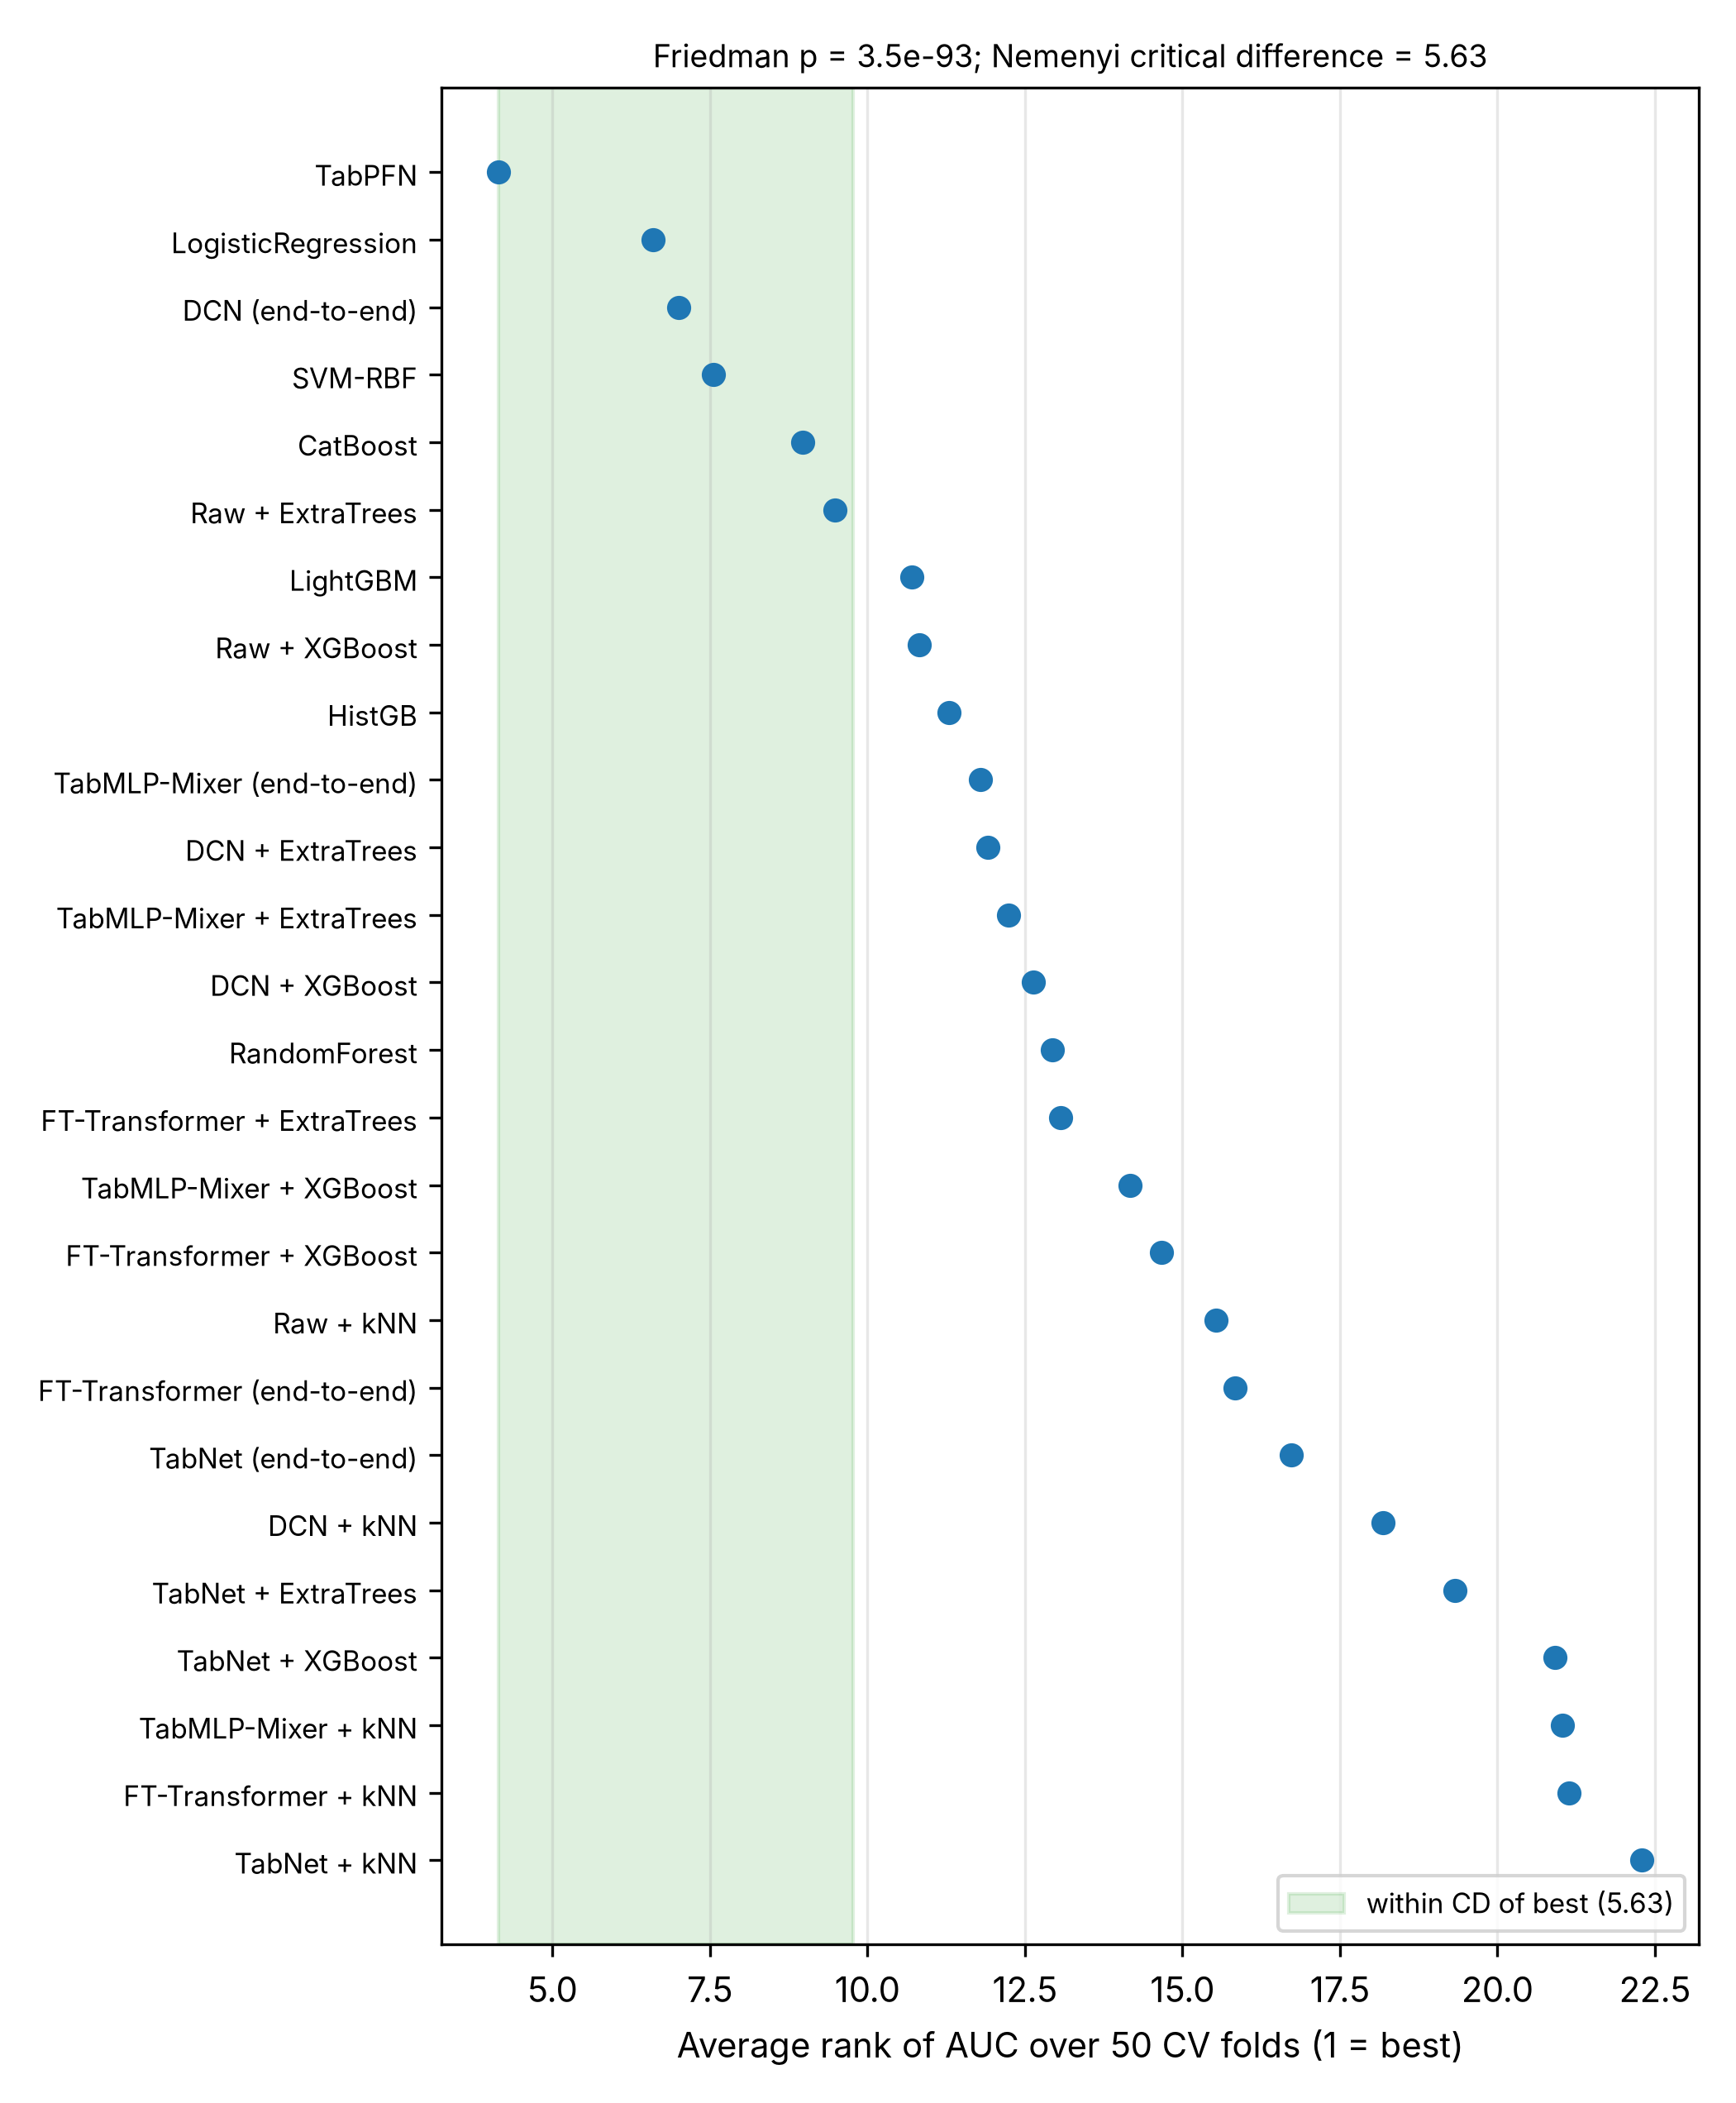 Friedman p = 3.5e-93; Nemenyi critical difference = 5.63
TabPFN
LogisticRegression
DCN (end-to-end)
SVM-RBF
CatBoost
Raw + ExtraTrees
LightGBM
Raw + XGBoost
HistGB
TabMLP-Mixer (end-to-end)
DCN + ExtraTrees
TabMLP-Mixer + ExtraTrees
DCN + XGBoost
RandomForest
FT-Transformer + ExtraTrees
TabMLP-Mixer + XGBoost
FT-Transformer + XGBoost
Raw + kNN
FT-Transformer (end-to-end)
TabNet (end-to-end)
DCN + kNN
TabNet + ExtraTrees
TabNet + XGBoost
TabMLP-Mixer + kNN
FT-Transformer + kNN
TabNet + kNN
within CD of best (5.63)
5.0 7.5 10.0 12.5 15.0 17.5 20.0 22.5
Average rank of AUC over 50 CV folds (1 = best)